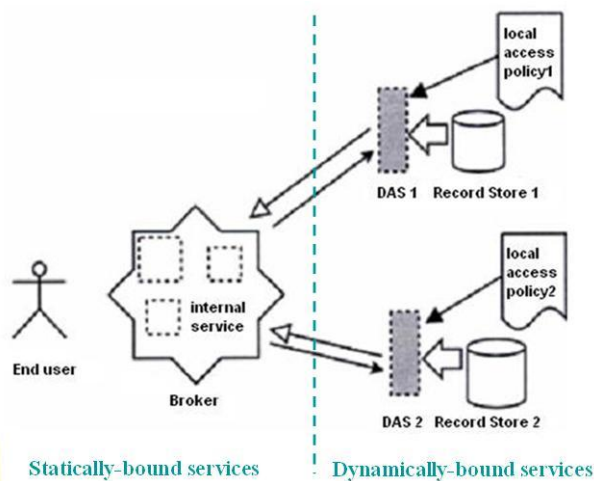 local
access
policy1
DAS 1
Record Store 1
local
access
policy2
internal
service
End user
Broker
DAS 2
Record Store 2
Statically-bound services
Dynamically-bound services